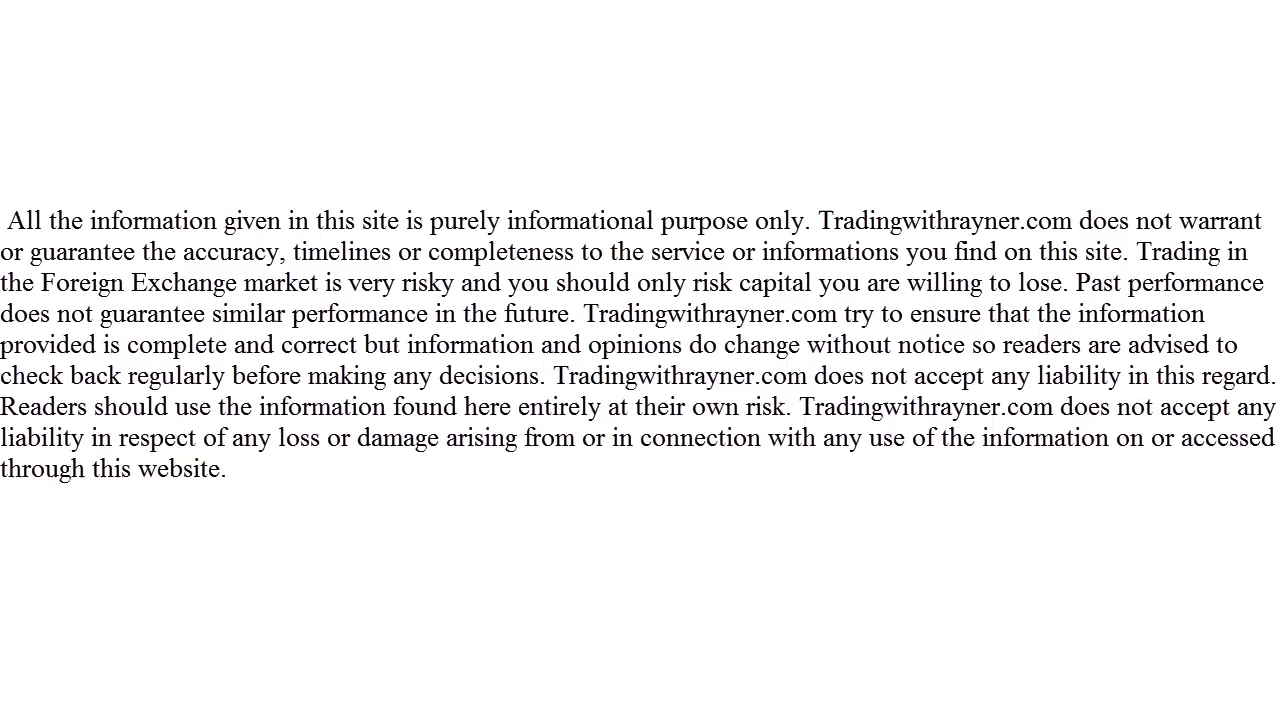 All the information given in this site is purely informational purpose only. Tradingwithrayner.com does not warrant
or guarantee the accuracy, timelines or completeness to the service or informations you find on this site. Trading in
the Foreign Exchange market is very risky and you should only risk capital you are willing to lose. Past performance
does not guarantee similar performance in the future. Tradingwithrayner.com try to ensure that the information
provided is complete and correct but information and opinions do change without notice so readers are advised to
check back regularly before making any decisions. Tradingwithrayner.com does not accept any liability in this regard.
Readers should use the information found here entirely at their own risk. Tradingwithrayner.com does not accept any
liability in respect of any loss or damage arising from or in connection with any use of the information on or accessed
through this website.